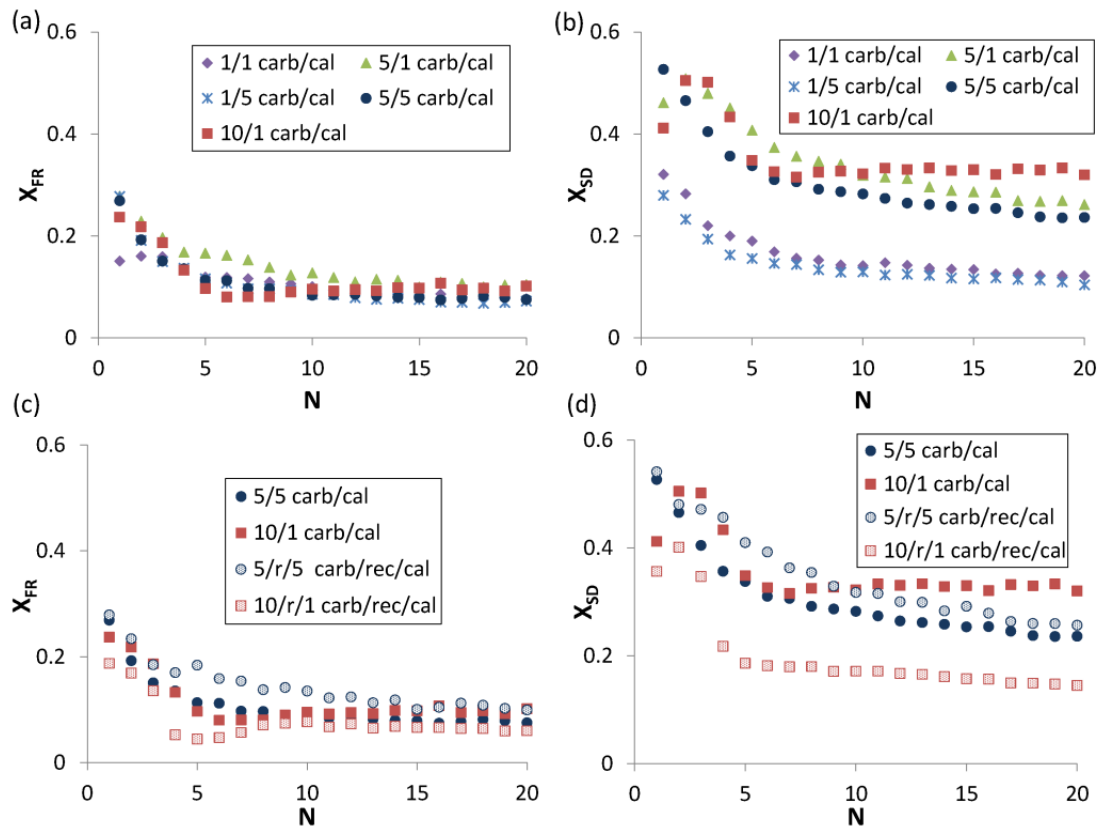 (a)
0.6
0.4
0.2
0
X_FR
1/1 carb/cal 5/1 carb/cal
1/5 carb/cal 5/5 carb/cal
10/1 carb/cal
0 5 10 15 20
N
(b)
0.6
0.4
0.2
0
X_SD
1/1 carb/cal 5/1 carb/cal
1/5 carb/cal 5/5 carb/cal
10/1 carb/cal
0 5 10 15 20
N
(c)
0.6
0.4
0.2
0
X_FR
5/5 carb/cal
10/1 carb/cal
5/r/5 carb/rec/cal
10/r/1 carb/rec/cal
0 5 10 15 20
N
(d)
0.6
0.4
0.2
0
X_SD
5/5 carb/cal
10/1 carb/cal
5/r/5 carb/rec/cal
10/r/1 carb/rec/cal
0 5 10 15 20
N